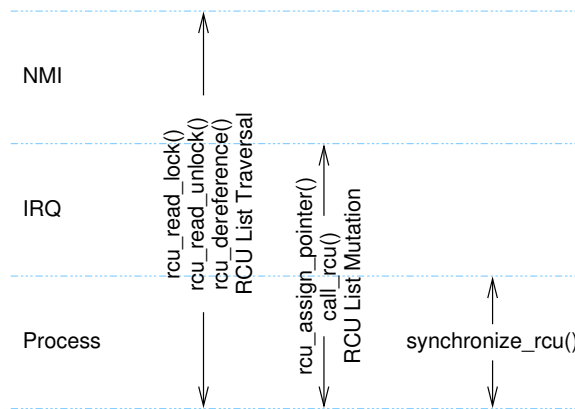 NMI
rcu_read_lock()
rcu_read_unlock()
rcu_dereference()
RCU List Traversal
IRQ
rcu_assign_pointer()
call_rcu()
RCU List Mutation
Process
synchronize_rcu()